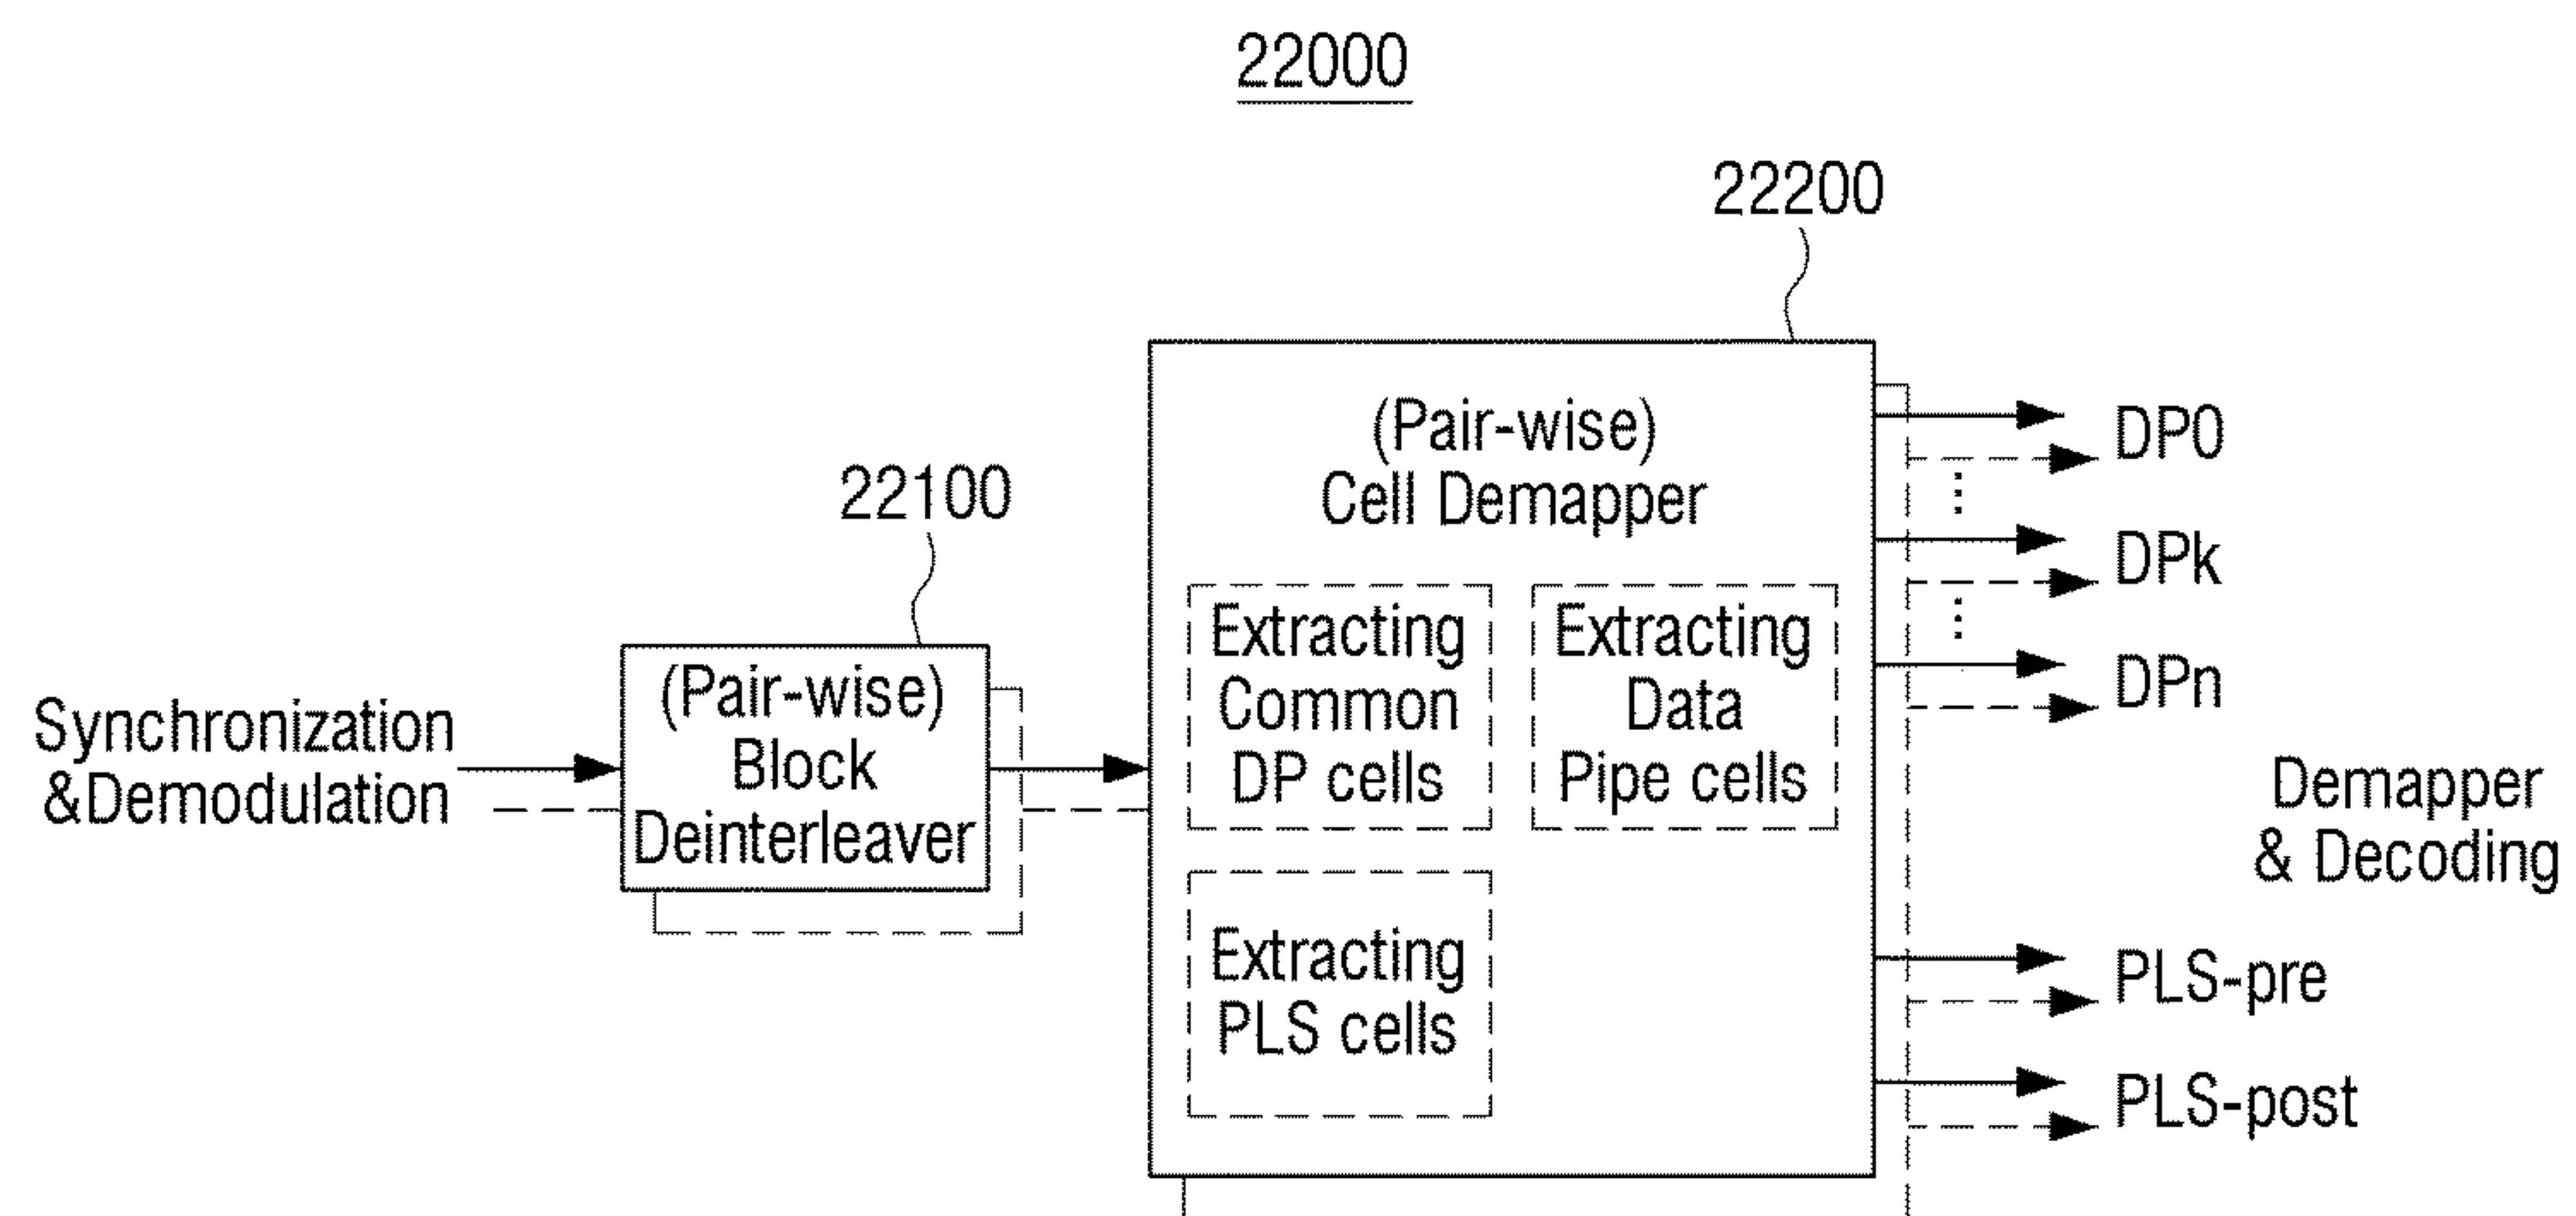 22000
22200
22100
(Pair-wise)
Cell Demapper
Extracting
Common
DP cells
Extracting
Data
Pipe cells
Extracting
PLS cells
(Pair-wise)
Block
Deinterleaver
Synchronization
&Demodulation
DP0
DPk
DPn
Demapper
& Decoding
PLS-pre
PLS-post